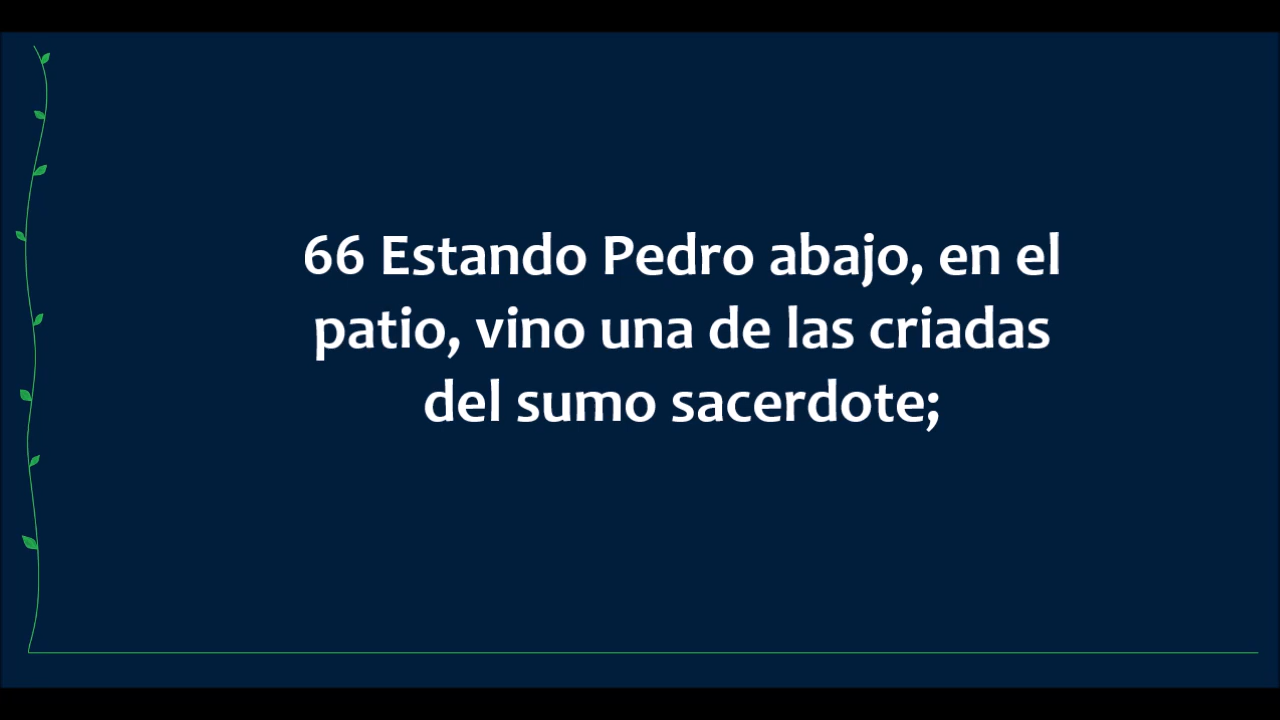 66 Estando Pedro abajo, en el
patio, vino una de las criadas
del sumo sacerdote;